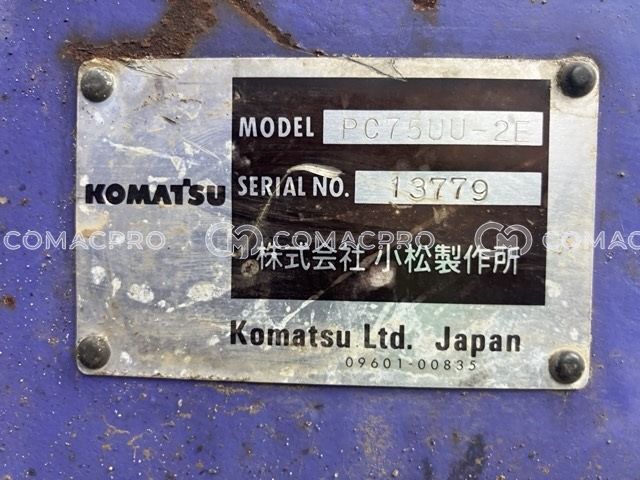 MODEL PC75UU-2E
KOMATSU
SERIAL NO. 13779
COMACPRO COMACPRO COMACPRO
株式会社 小松製作所
Komatsu Ltd. Japan
09601-00835